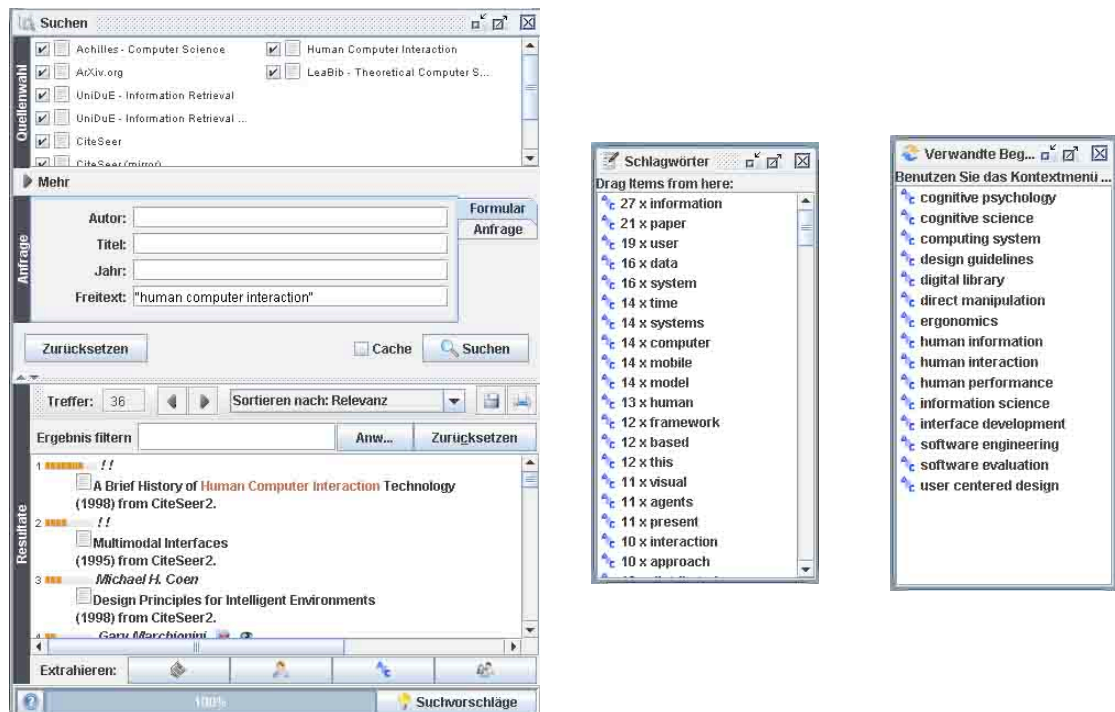 Suchen
Achilles - Computer Science
Human Computer Interaction
ArXiv.org
LeaBib - Theoretical Computer S...
UniDuE - Information Retrieval
UniDuE - Information Retrieval ...
CiteSeer
CiteSeer (mirror)
Quellenwahl
Mehr
Anfrage
Autor:
Titel:
Jahr:
Freitext: "human computer interaction"
Formular
Anfrage
Zurücksetzen
Cache
Suchen
Resultate
Treffer: 36
Sortieren nach: Relevanz
Ergebnis filtern
Anw...
Zurücksetzen
1 !!
A Brief History of Human Computer Interaction Technology
(1998) from CiteSeer2.
2 !!
Multimodal Interfaces
(1995) from CiteSeer2.
3 Michael H. Coen
Design Principles for Intelligent Environments
(1998) from CiteSeer2.
4 Gary Marchionini
Extrahieren:
100%
Suchvorschläge
Schlagwörter
Drag Items from here:
27 x information
21 x paper
19 x user
16 x data
16 x system
14 x time
14 x systems
14 x computer
14 x mobile
14 x model
13 x human
12 x framework
12 x based
12 x this
11 x visual
11 x agents
11 x present
10 x interaction
10 x approach
Verwandte Beg...
Benutzen Sie das Kontextmenü ...
cognitive psychology
cognitive science
computing system
design guidelines
digital library
direct manipulation
ergonomics
human information
human interaction
human performance
information science
interface development
software engineering
software evaluation
user centered design